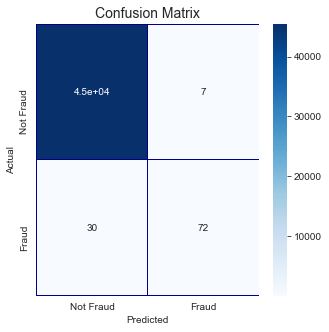 Confusion Matrix
Not Fraud
4.5e+04
7
Actual
Fraud
30
72
Not Fraud
Fraud
Predicted
40000
30000
20000
10000